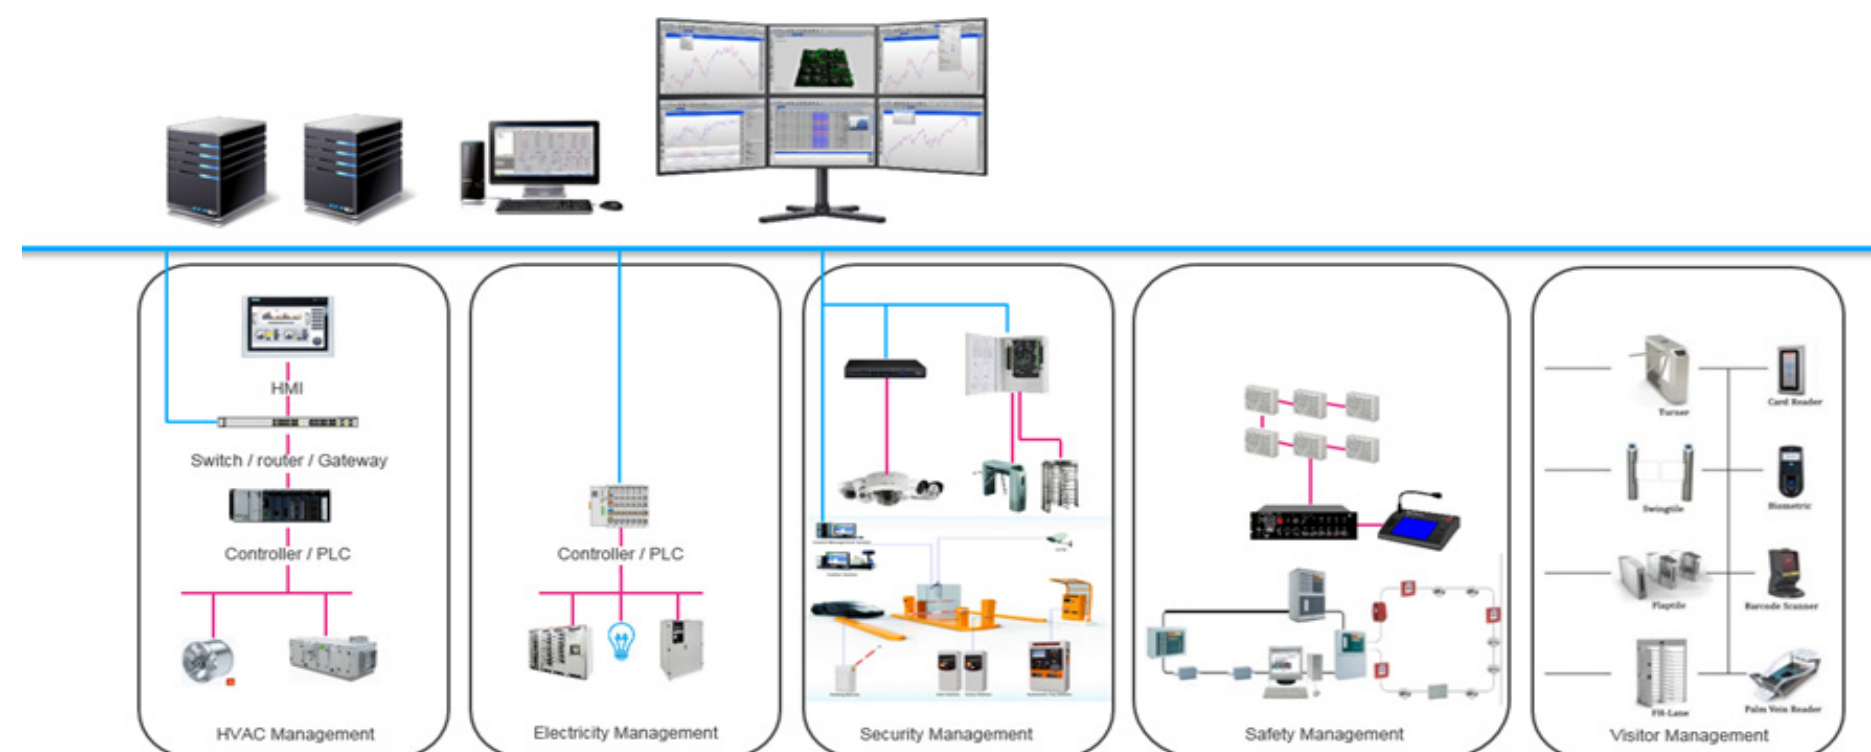 HMI
Switch / router / Gateway
Controller / PLC
HVAC Management
Controller / PLC
Electricity Management
Security Management
Safety Management
Turner
Card Reader
Swingtile
Biometric
Flaptile
Barcode Scanner
FH-Lane
Palm Vein Reader
Visitor Management